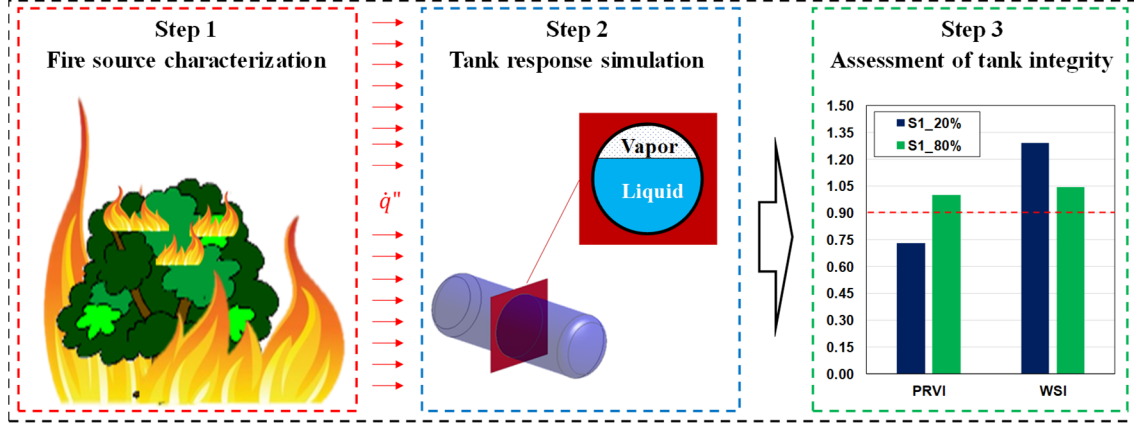 Step 1
Fire source characterization
q̇"
Step 2
Tank response simulation
Vapor
Liquid
Step 3
Assessment of tank integrity
1.50
1.35
1.20
1.05
0.90
0.75
0.60
0.45
0.30
0.15
0.00
S1_20%
S1_80%
PRVI
WSI